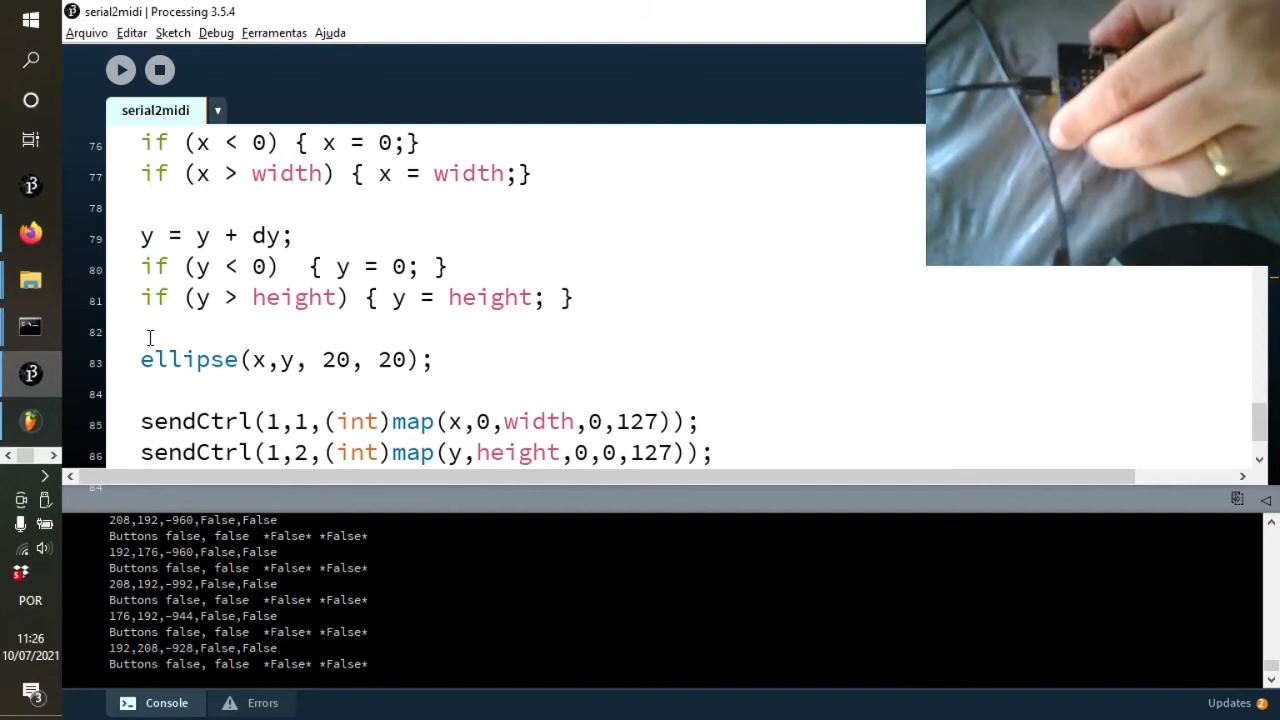 serial2midi | Processing 3.5.4
Arquivo Editar Sketch Debug Ferramentas Ajuda
serial2midi
76 if (x < 0) { x = 0;}
77 if (x > width) { x = width;}
78
79 y = y + dy;
80 if (y < 0)  { y = 0; }
81 if (y > height) { y = height; }
82
83 ellipse(x,y, 20, 20);
84
85 sendCtrl(1,1,(int)map(x,0,width,0,127));
86 sendCtrl(1,2,(int)map(y,height,0,0,127));
84
208,192,-960,False,False
Buttons false, false  *False* *False*
192,176,-960,False,False
Buttons false, false  *False* *False*
208,192,-992,False,False
Buttons false, false  *False* *False*
176,192,-944,False,False
Buttons false, false  *False* *False*
192,208,-928,False,False
Buttons false, false  *False* *False*
Console Errors
Updates 2
POR
11:26
10/07/2021
3